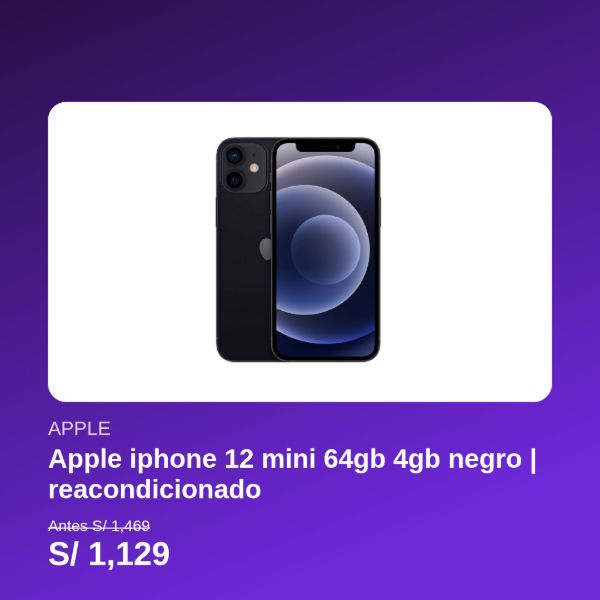 APPLE
Apple iphone 12 mini 64gb 4gb negro |
reacondicionado
Antes S/ 1,469
S/ 1,129